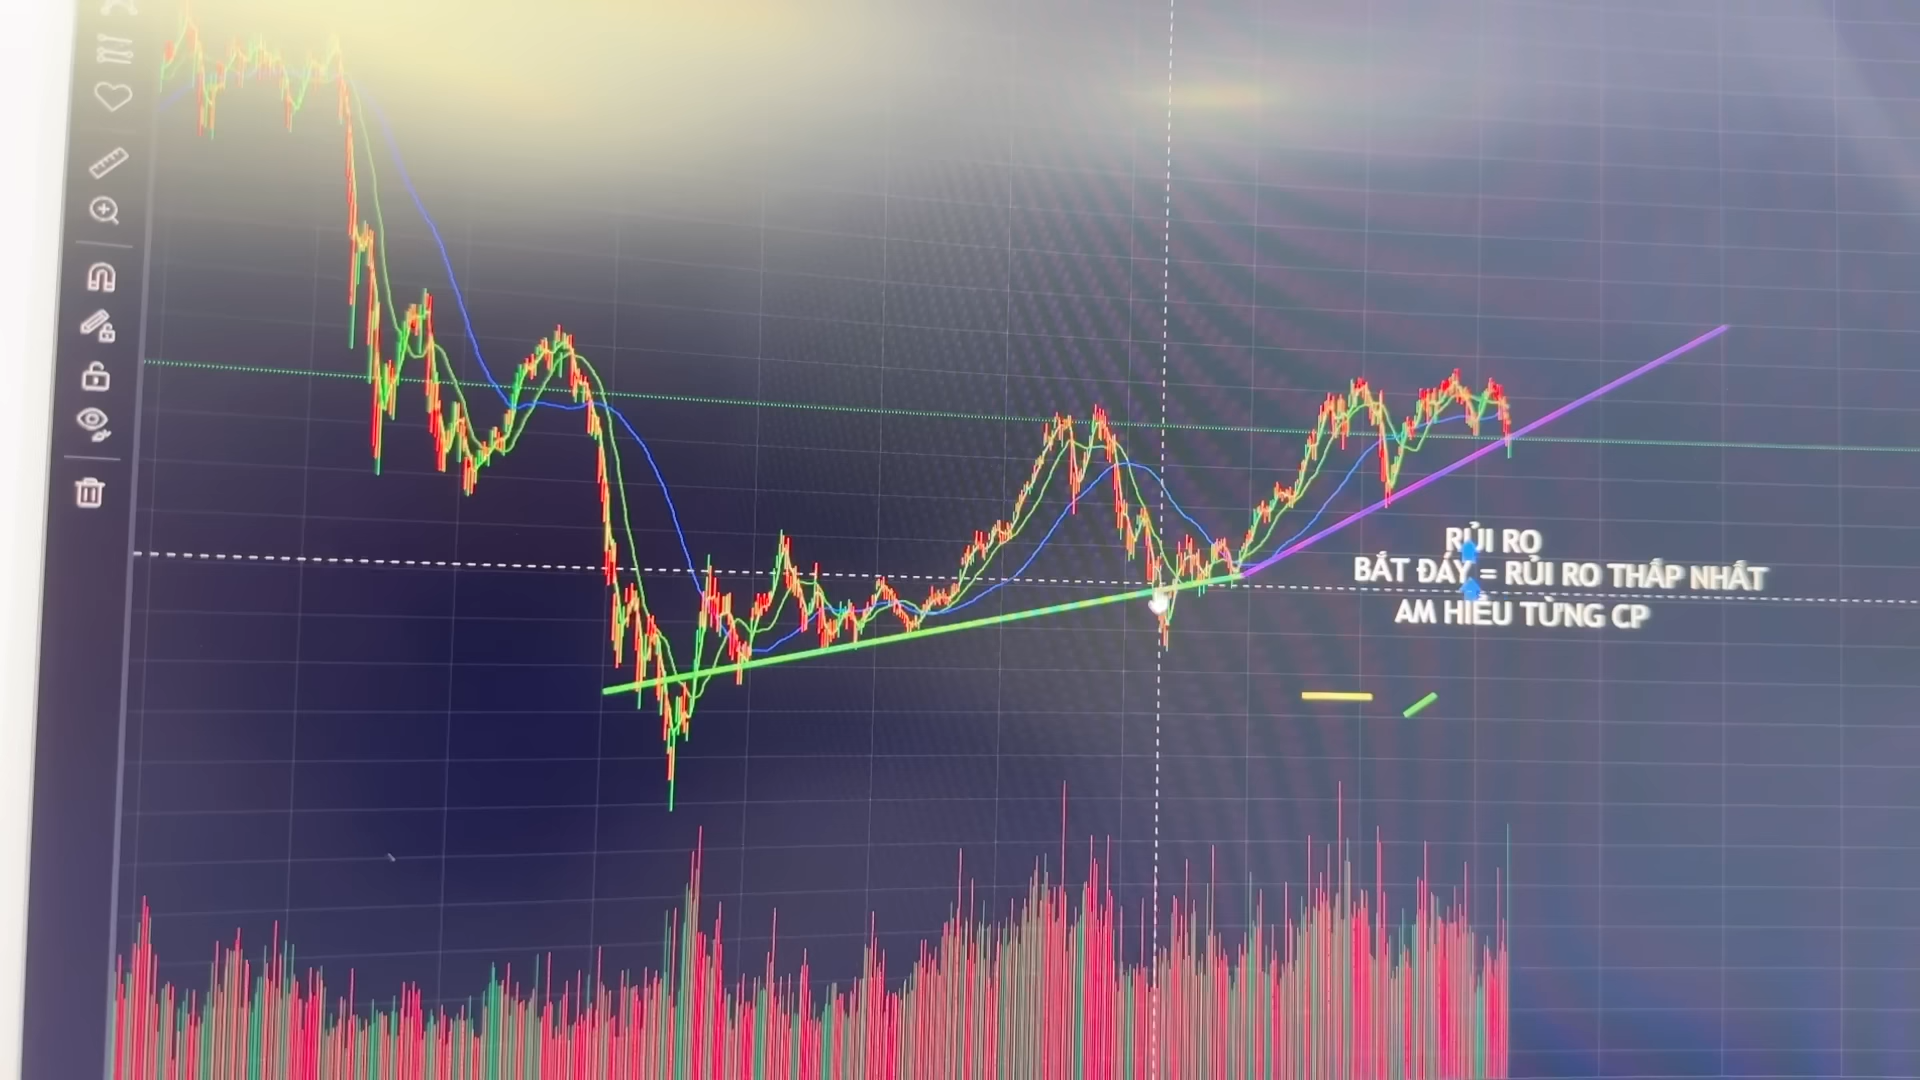 RỦI RO
BẮT ĐÁY = RỦI RO THẤP NHẤT
AM HIỂU TỪNG CP